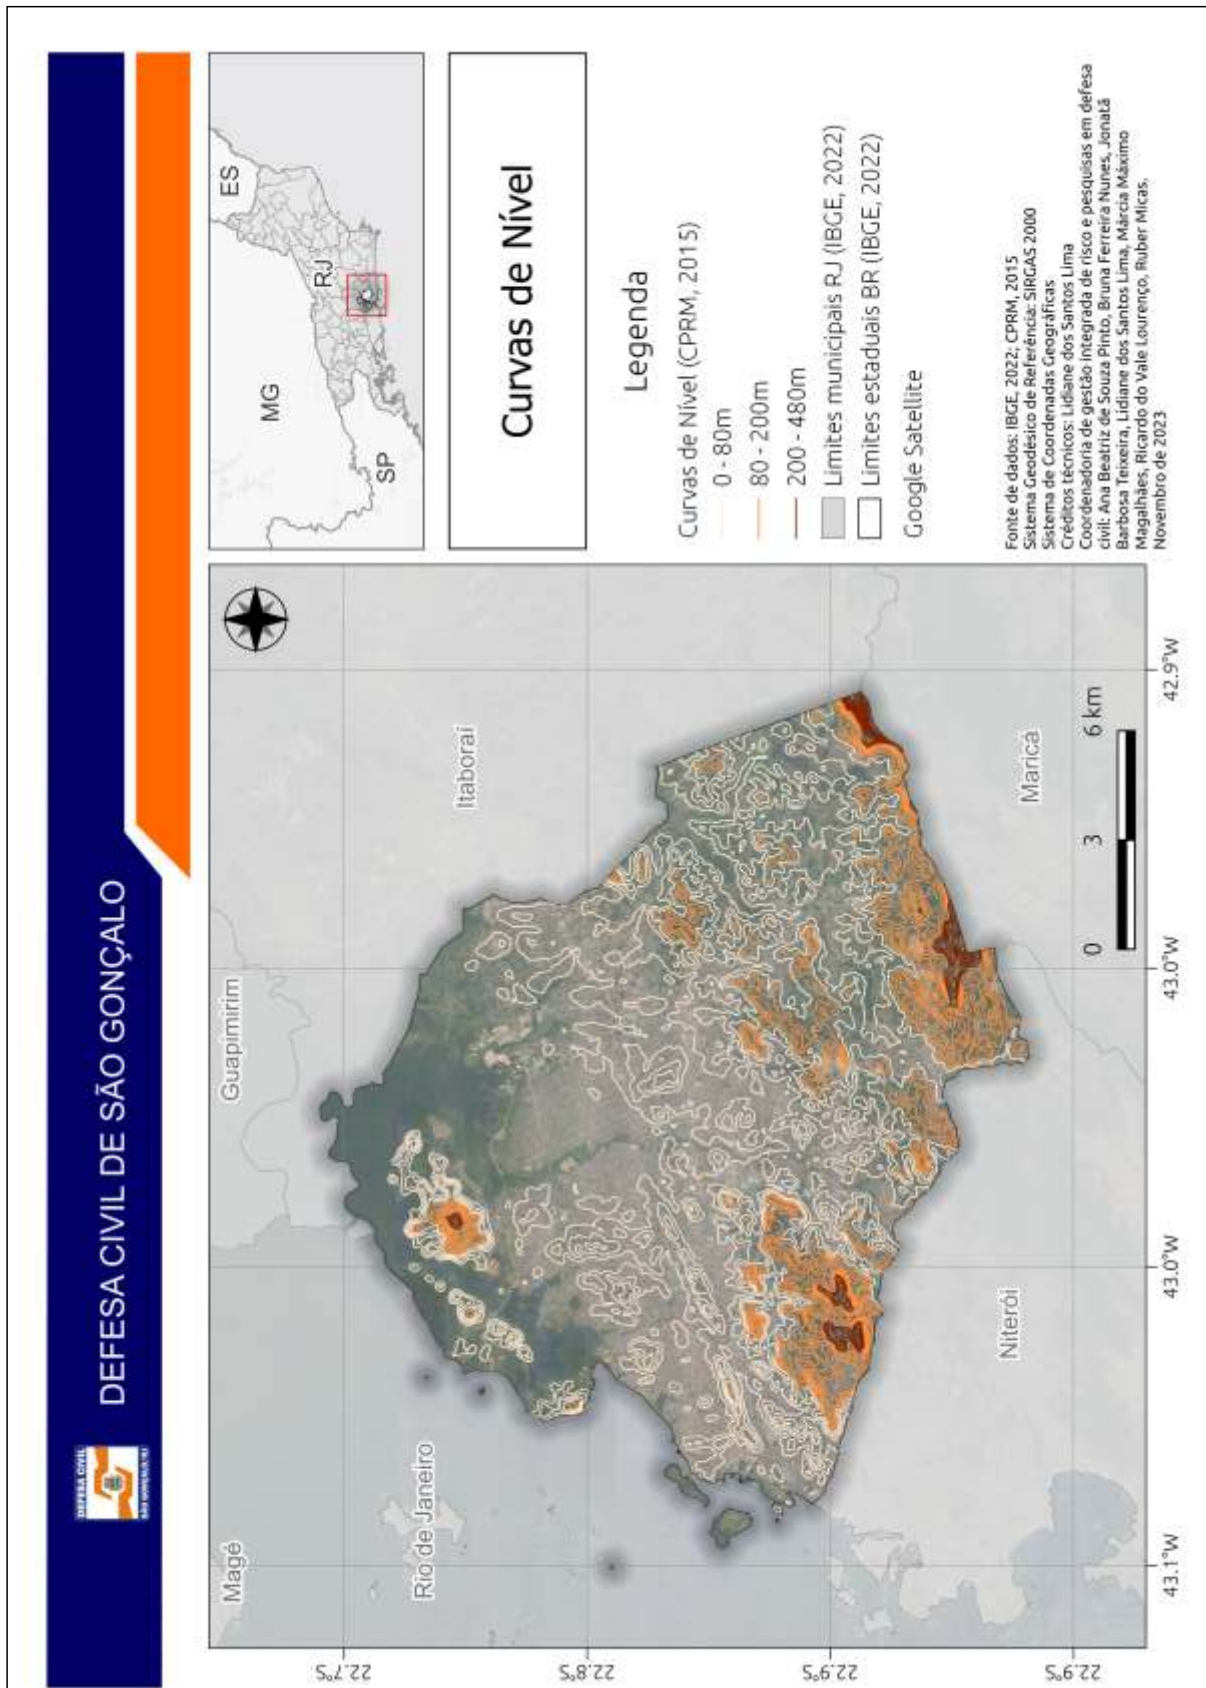 DEFESA CIVIL
SÃO GONÇALO/RJ
DEFESA CIVIL DE SÃO GONÇALO
Magé
Guapimirim
Rio de Janeiro
Itaboraí
Niterói
Maricá
0 3 6 km
22.7°S
22.8°S
22.9°S
22.9°S
43.1°W
43.0°W
43.0°W
42.9°W
MG
ES
RJ
SP
Curvas de Nível
Legenda
Curvas de Nível (CPRM, 2015)
0 - 80m
80 - 200m
200 - 480m
Limites municipais RJ (IBGE, 2022)
Limites estaduais BR (IBGE, 2022)
Google Satellite
Fonte de dados: IBGE, 2022; CPRM, 2015
Sistema Geodésico de Referência: SIRGAS 2000
Sistema de Coordenadas Geográficas
Créditos técnicos: Lidiane dos Santos Lima
Coordenadoria de gestão integrada de risco e pesquisas em defesa
civil: Ana Beatriz de Souza Pinto, Bruna Ferreira Nunes, Jonatã
Barbosa Teixeira, Lidiane dos Santos Lima, Márcia Máximo
Magalhães, Ricardo do Vale Lourenço, Ruber Micas.
Novembro de 2023